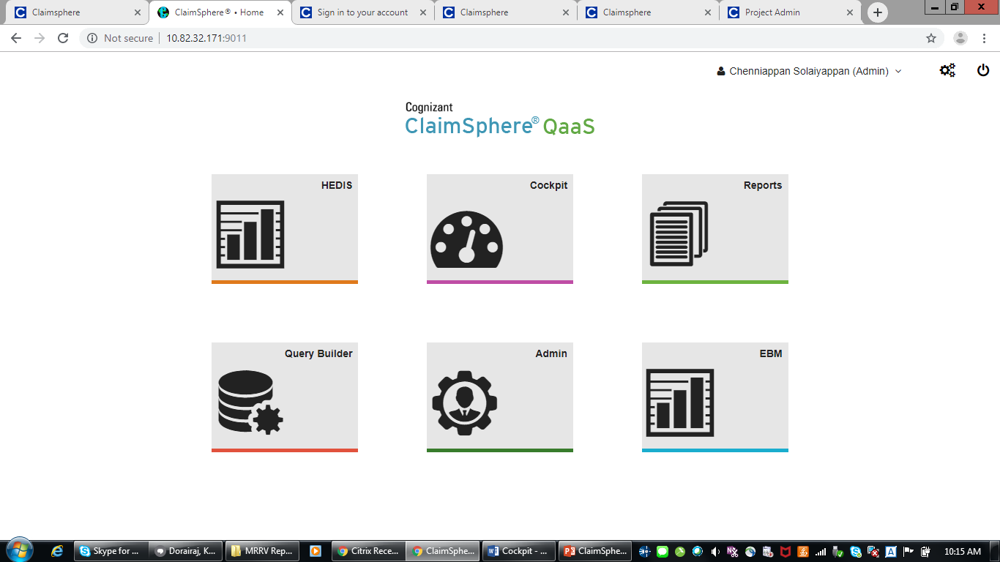 Claimsphere
ClaimSphere® • Home
Sign in to your account
Claimsphere
Claimsphere
Project Admin
Not secure
10.82.32.171:9011
Chenniappan Solaiyappan (Admin)
Cognizant
ClaimSphere® QaaS
HEDIS
Cockpit
Reports
Query Builder
Admin
EBM
Skype for ...
Dorairaj, K...
MRRV Rep...
Citrix Rece...
ClaimSphe...
Cockpit - ...
ClaimSphe...
10:15 AM